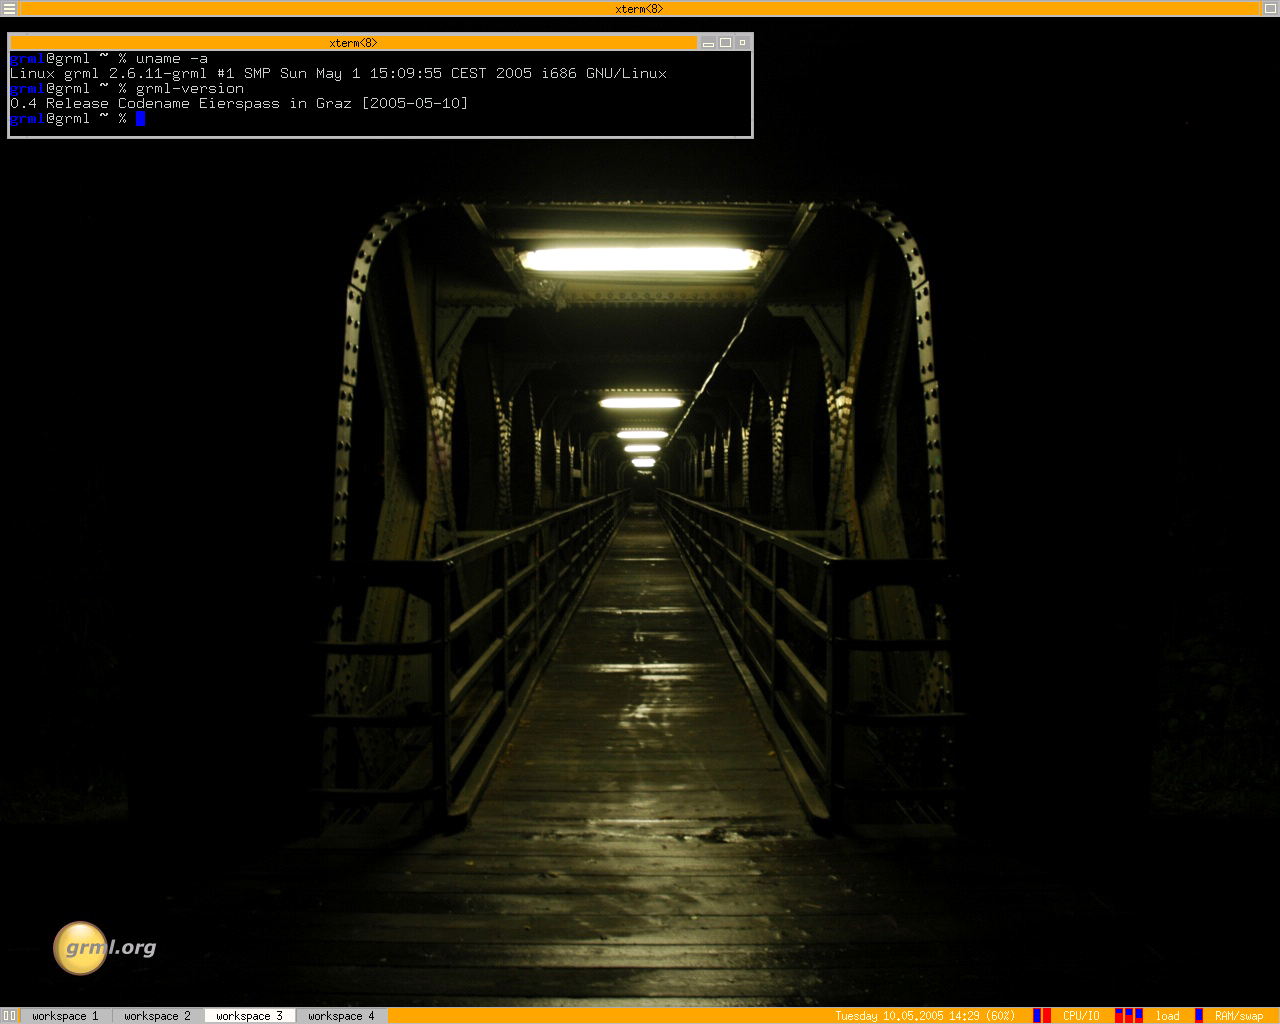 xterm<8>
xterm<8>
grml@grml ~ % uname -a
Linux grml 2.6.11-grml #1 SMP Sun May 1 15:09:55 CEST 2005 i686 GNU/Linux
grml@grml ~ % grml-version
0.4 Release Codename Eierspass in Graz [2005-05-10]
grml@grml ~ %
grml.org
workspace 1 workspace 2 workspace 3 workspace 4 Tuesday 10.05.2005 14:29 (60%) CPU/IO load RAM/swap